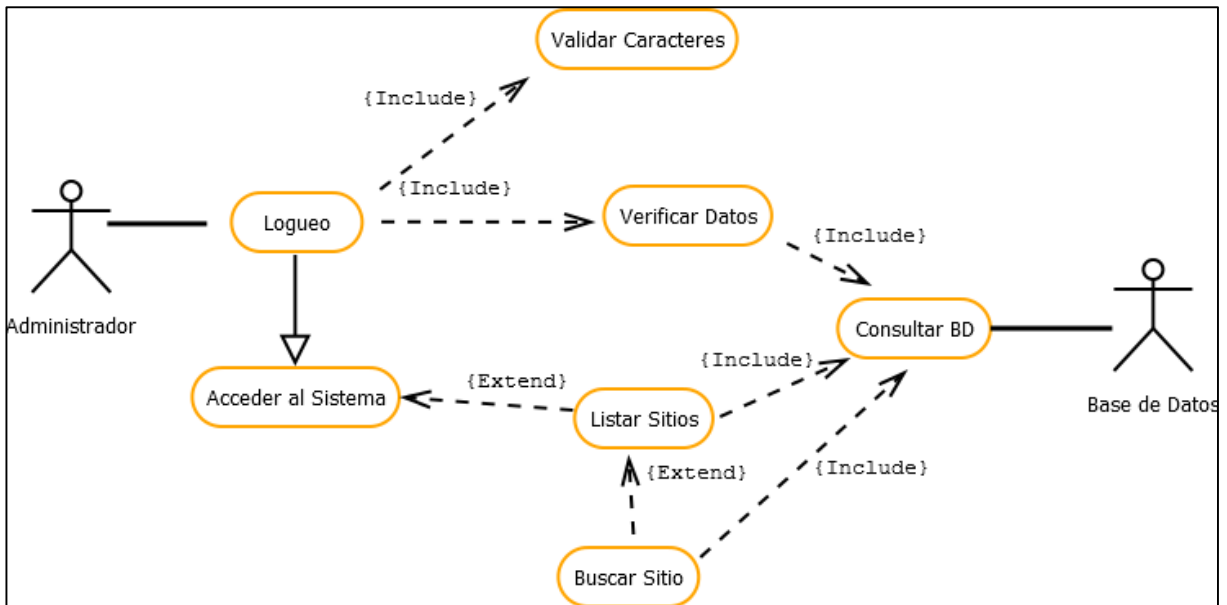 Validar Caracteres
{Include}
{Include}
Logueo
Verificar Datos
{Include}
Administrador
Consultar BD
{Include}
{Extend}
Acceder al Sistema
Listar Sitios
Base de Datos
{Extend}
{Include}
Buscar Sitio